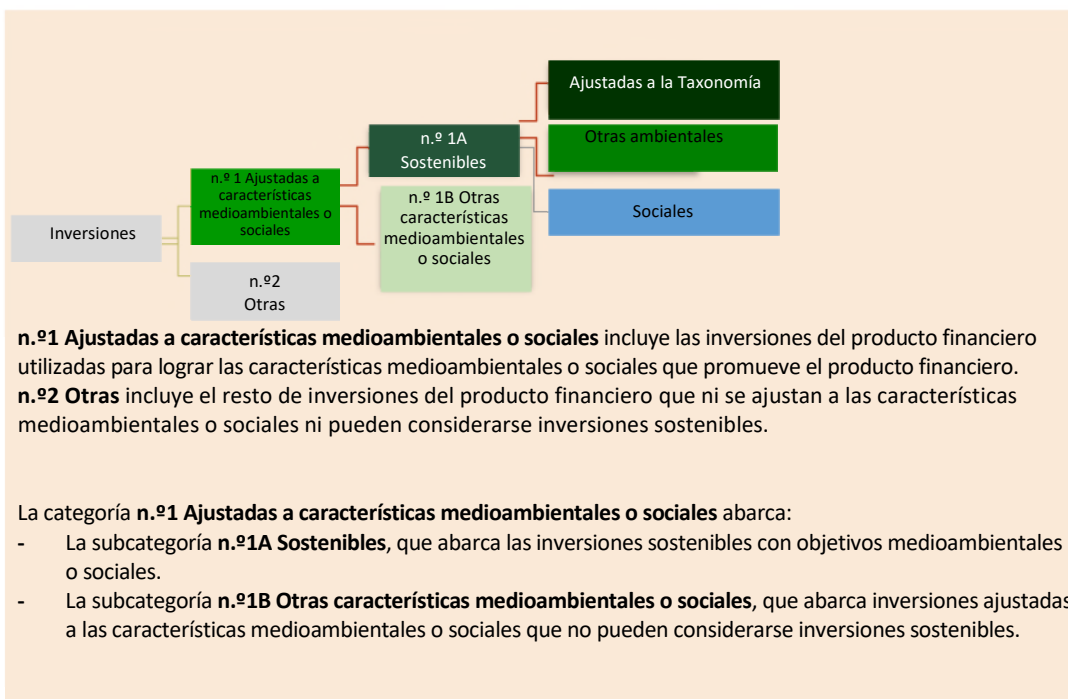 Ajustadas a la Taxonomía
n.º 1A
Sostenibles
Otras ambientales
n.º 1 Ajustadas a
características
medioambientales o
sociales
n.º 1B Otras
características
medioambientales
o sociales
Sociales
Inversiones
n.º2
Otras
n.º1 Ajustadas a características medioambientales o sociales incluye las inversiones del producto financiero
utilizadas para lograr las características medioambientales o sociales que promueve el producto financiero.
n.º2 Otras incluye el resto de inversiones del producto financiero que ni se ajustan a las características
medioambientales o sociales ni pueden considerarse inversiones sostenibles.
La categoría n.º1 Ajustadas a características medioambientales o sociales abarca:
- La subcategoría n.º1A Sostenibles, que abarca las inversiones sostenibles con objetivos medioambientales
o sociales.
- La subcategoría n.º1B Otras características medioambientales o sociales, que abarca inversiones ajustadas
a las características medioambientales o sociales que no pueden considerarse inversiones sostenibles.